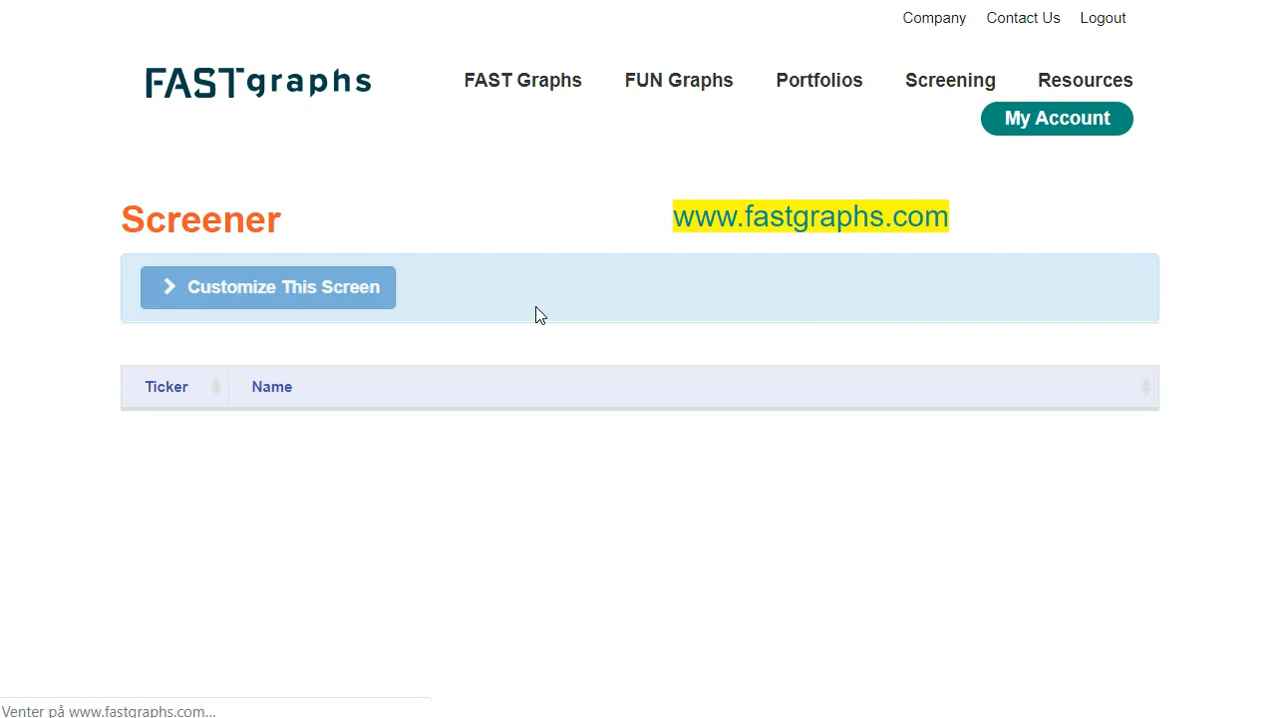 Company Contact Us Logout
FASTgraphs
FAST Graphs FUN Graphs Portfolios Screening Resources
My Account
Screener
www.fastgraphs.com
Customize This Screen
Ticker Name
Venter på www.fastgraphs.com...